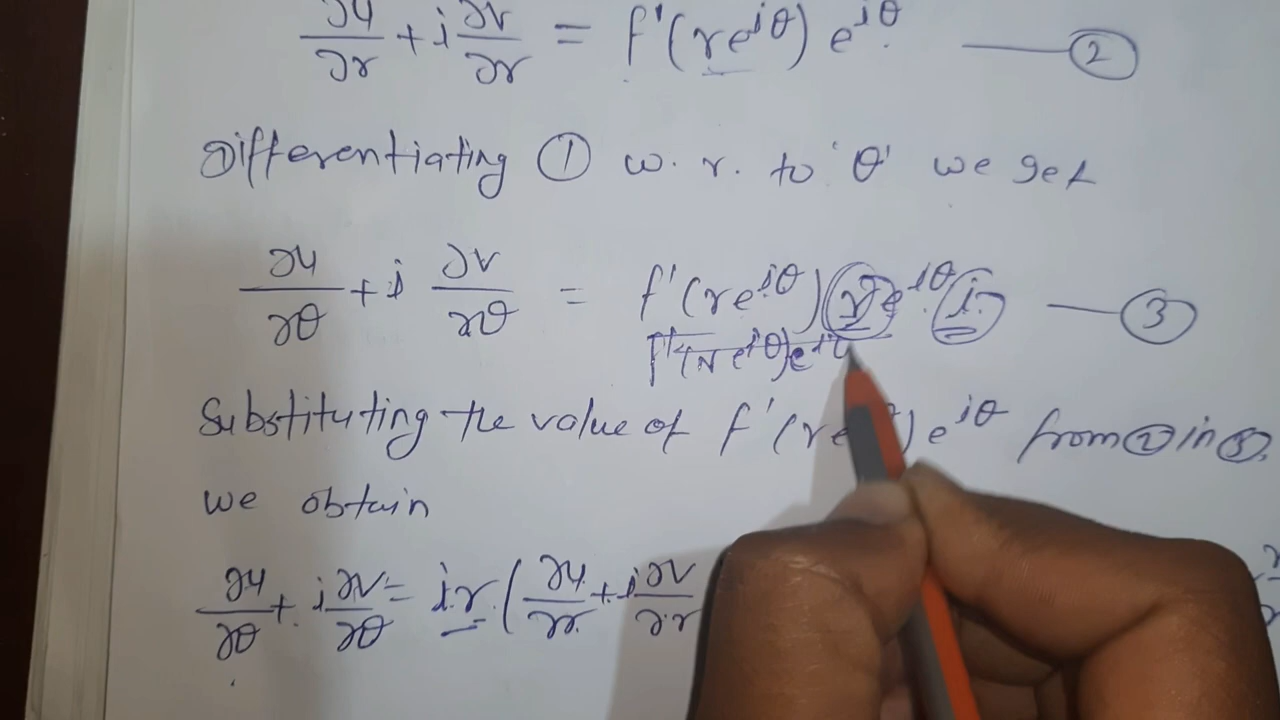 ∂u/∂r + i ∂v/∂r = f'(re^{iθ}) e^{iθ}. — ②
Differentiating ① w. r. to 'θ' we get
∂u/∂θ + i ∂v/∂θ = f'(re^{iθ}) r e^{iθ} i. — ③
f'(re^{iθ}) e^{iθ}
Substituting the value of f'(re^{iθ}) e^{iθ} from ② in ③,
we obtain
∂u/∂θ + i ∂v/∂θ = ir (∂u/∂r + i ∂v/∂r